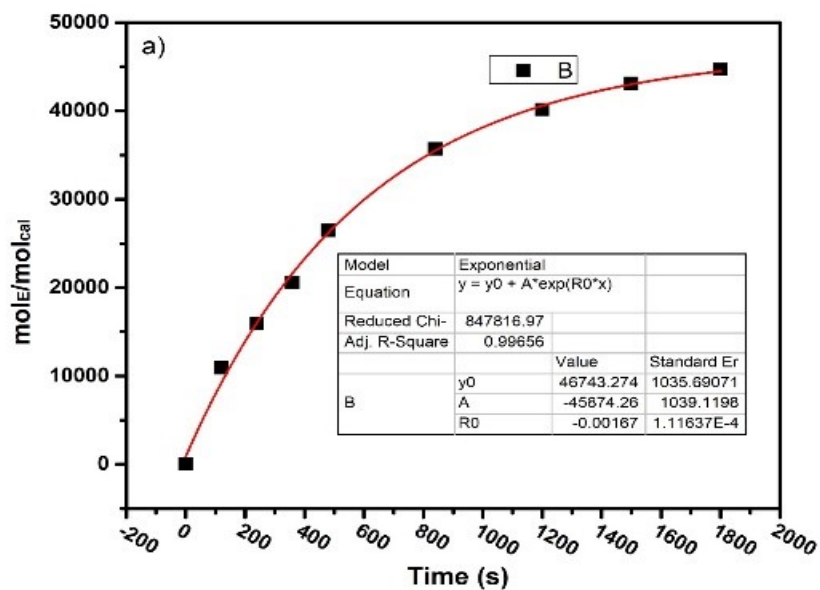 a)
B
50000
40000
30000
20000
10000
0
molE/molcal
Model Exponential
Equation y = y0 + A*exp(R0*x)
Reduced Chi- 847816.97
Adj. R-Square 0.99656
Value Standard Er
B y0 46743.274 1035.69071
A -45874.26 1039.1198
R0 -0.00167 1.11637E-4
-200 0 200 400 600 800 1000 1200 1400 1600 1800 2000
Time (s)